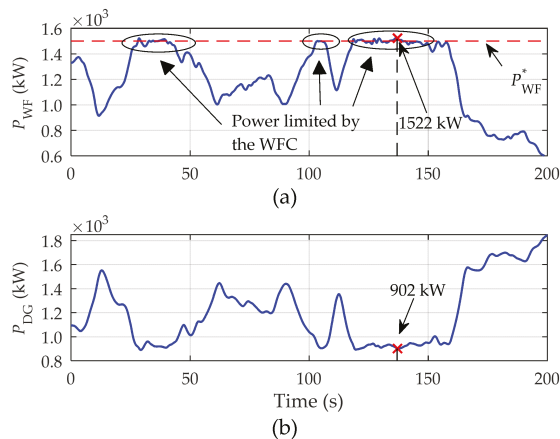 ×10³
1.6
1.4
1.2
1.0
0.8
0.6
P_WF (kW)
P*_WF
1522 kW
Power limited by
the WFC
0 50 100 150 200
(a)
×10³
1.8
1.6
1.4
1.2
1.0
0.8
P_DG (kW)
902 kW
0 50 100 150 200
Time (s)
(b)